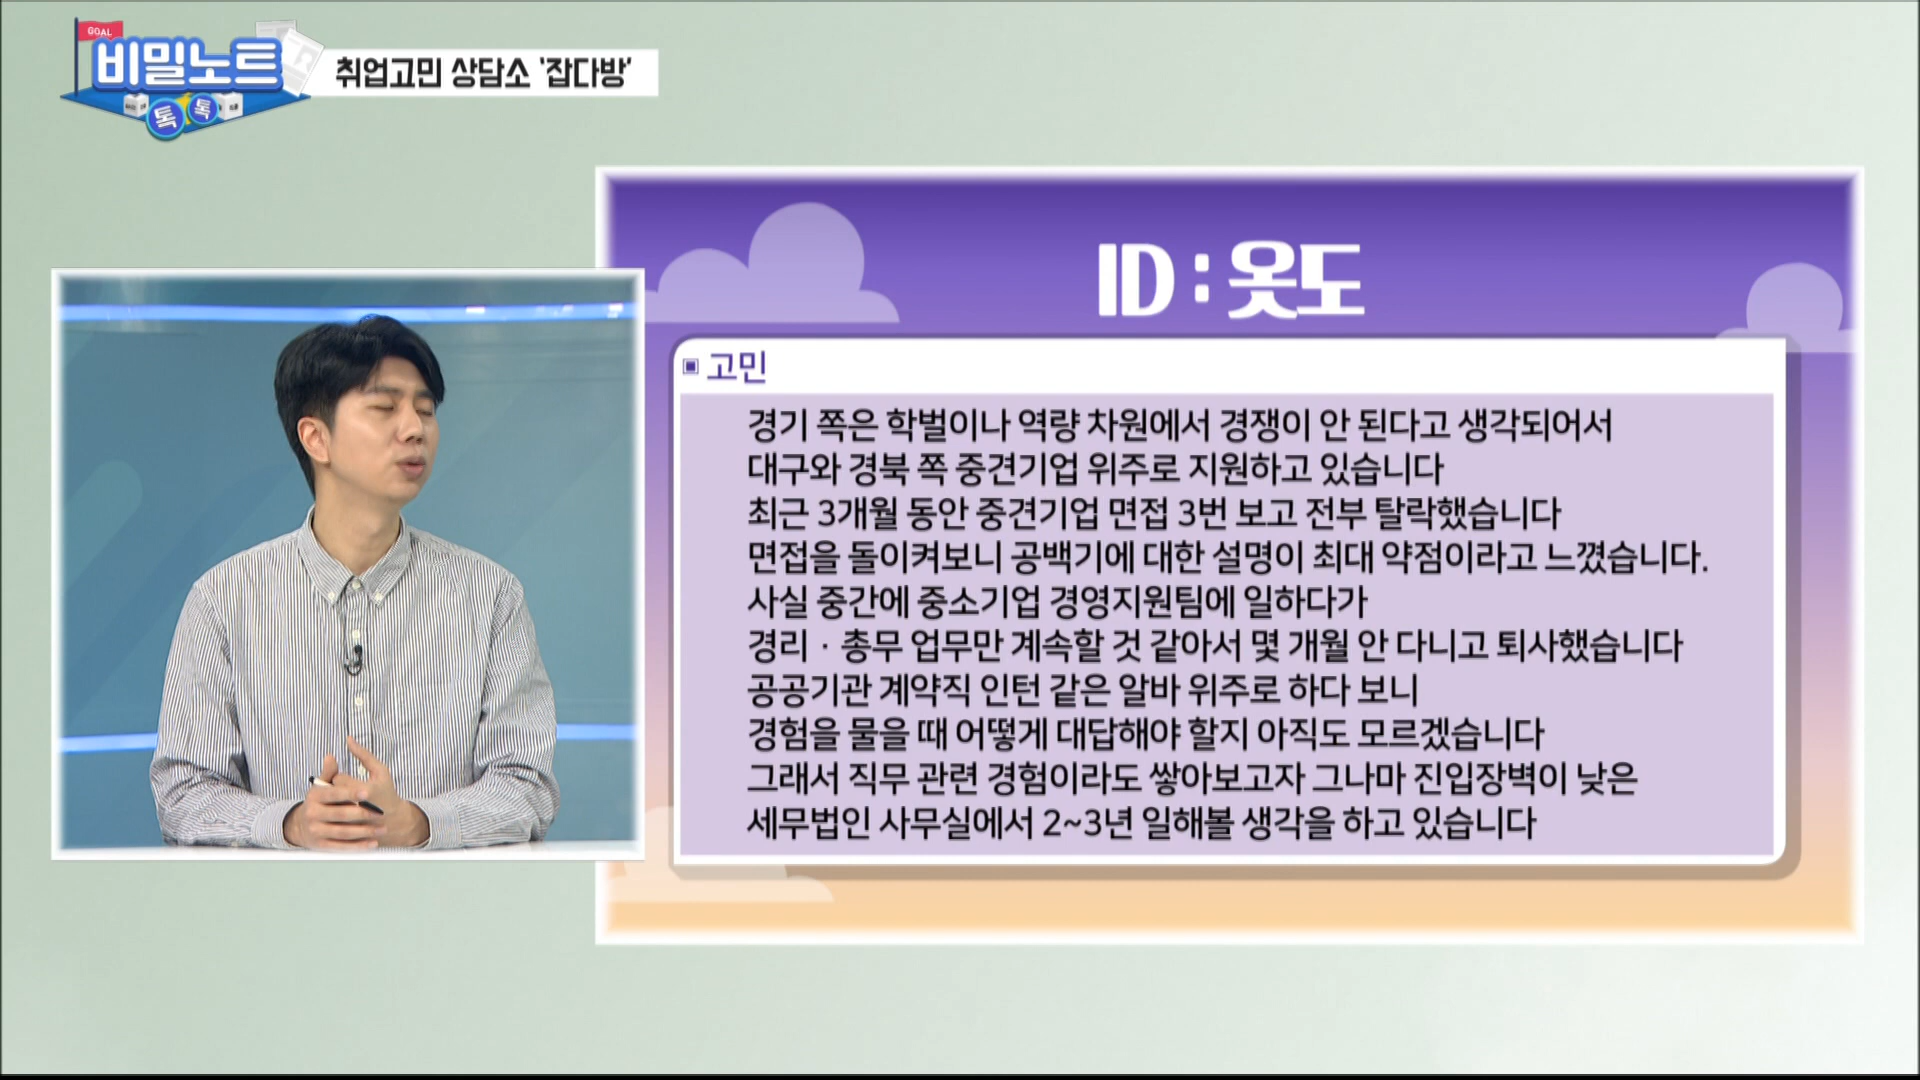 GOAL
비밀노트
톡톡
취업고민 상담소 '잡다방'
ID : 옷도
▣ 고민
경기 쪽은 학벌이나 역량 차원에서 경쟁이 안 된다고 생각되어서
대구와 경북 쪽 중견기업 위주로 지원하고 있습니다
최근 3개월 동안 중견기업 면접 3번 보고 전부 탈락했습니다
면접을 돌이켜보니 공백기에 대한 설명이 최대 약점이라고 느꼈습니다.
사실 중간에 중소기업 경영지원팀에 일하다가
경리 · 총무 업무만 계속할 것 같아서 몇 개월 안 다니고 퇴사했습니다
공공기관 계약직 인턴 같은 알바 위주로 하다 보니
경험을 물을 때 어떻게 대답해야 할지 아직도 모르겠습니다
그래서 직무 관련 경험이라도 쌓아보고자 그나마 진입장벽이 낮은
세무법인 사무실에서 2~3년 일해볼 생각을 하고 있습니다